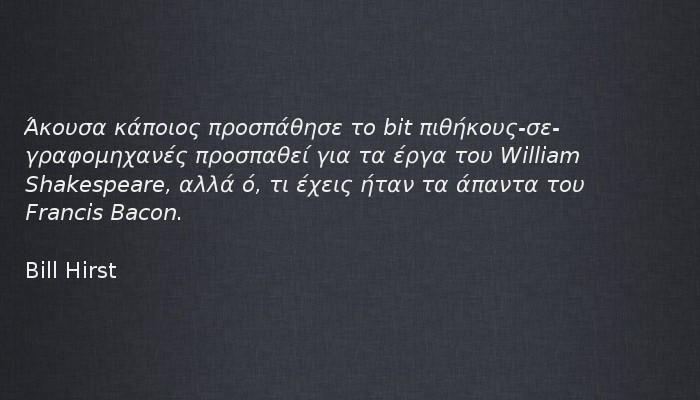 Άκουσα κάποιος προσπάθησε το bit πιθήκους-σε-
γραφομηχανές προσπαθεί για τα έργα του William
Shakespeare, αλλά ό, τι έχεις ήταν τα άπαντα του
Francis Bacon.
Bill Hirst